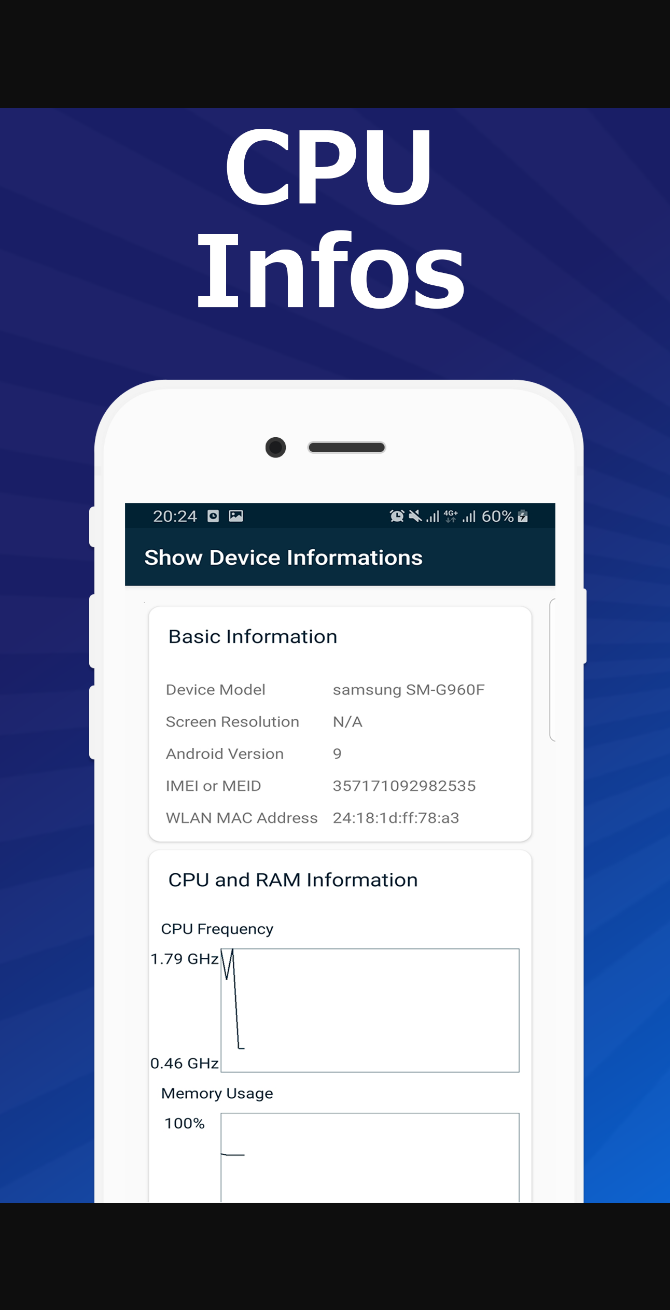 CPU
Infos
20:24 4G+ 60%
Show Device Informations
Basic Information
Device Model samsung SM-G960F
Screen Resolution N/A
Android Version 9
IMEI or MEID 357171092982535
WLAN MAC Address 24:18:1d:ff:78:a3
CPU and RAM Information
CPU Frequency
1.79 GHz
0.46 GHz
Memory Usage
100%